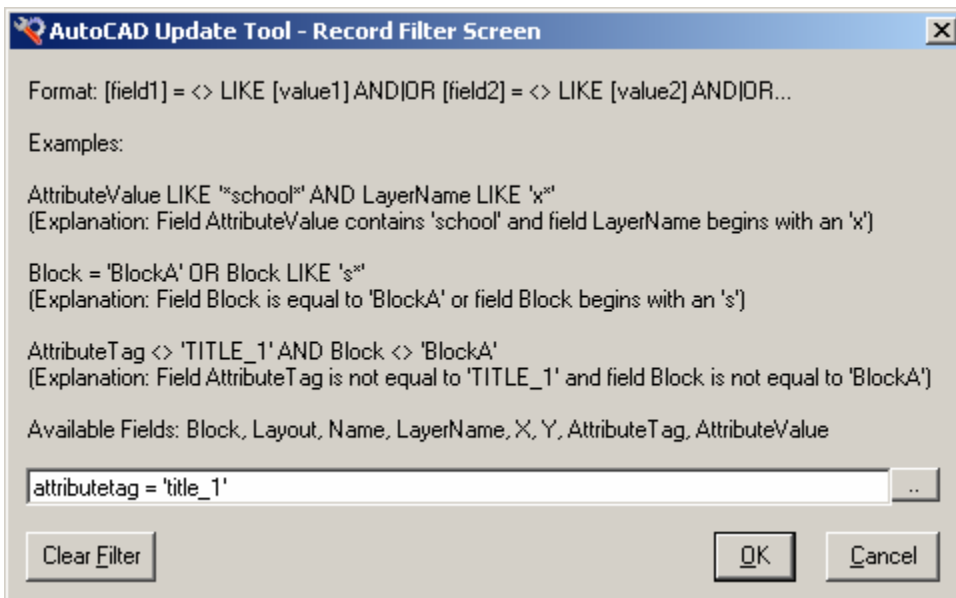 AutoCAD Update Tool - Record Filter Screen
Format: [field1] = <> LIKE [value1] AND|OR [field2] = <> LIKE [value2] AND|OR...
Examples:
AttributeValue LIKE '*school*' AND LayerName LIKE 'x*'
(Explanation: Field AttributeValue contains 'school' and field LayerName begins with an 'x')
Block = 'BlockA' OR Block LIKE 's*'
(Explanation: Field Block is equal to 'BlockA' or field Block begins with an 's')
AttributeTag <> 'TITLE_1' AND Block <> 'BlockA'
(Explanation: Field AttributeTag is not equal to 'TITLE_1' and field Block is not equal to 'BlockA')
Available Fields: Block, Layout, Name, LayerName, X, Y, AttributeTag, AttributeValue
attributetag = 'title_1'
..
Clear Filter
OK
Cancel